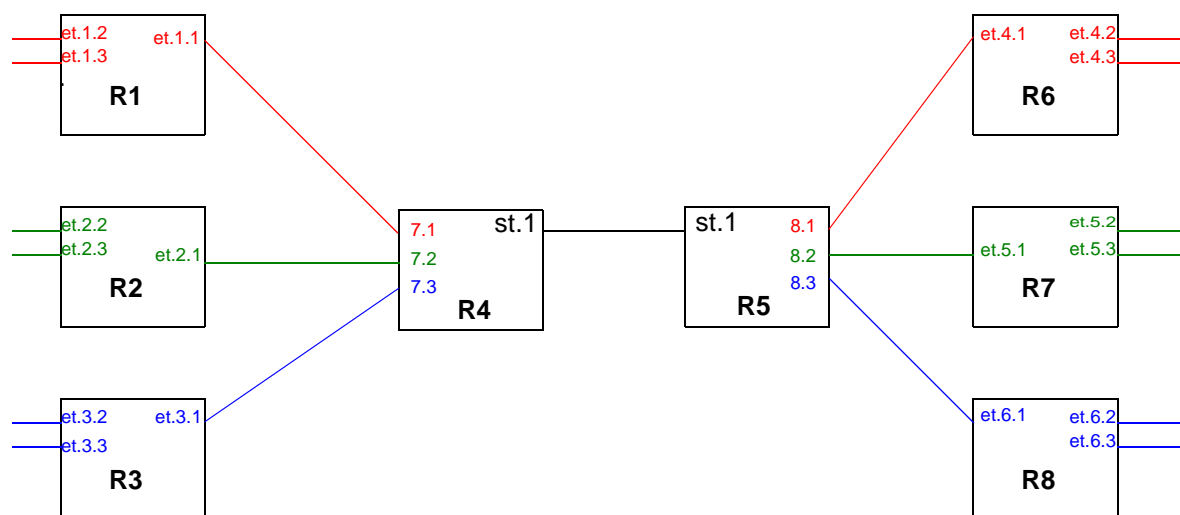 et.1.2 et.1.1
et.1.3
R1
et.4.1 et.4.2
et.4.3
R6
et.2.2
et.2.3
et.2.1
R2
7.1 st.1
7.2
7.3
R4
st.1 8.1
8.2
8.3
R5
et.5.2
et.5.1 et.5.3
R7
et.3.2 et.3.1
et.3.3
R3
et.6.1 et.6.2
et.6.3
R8